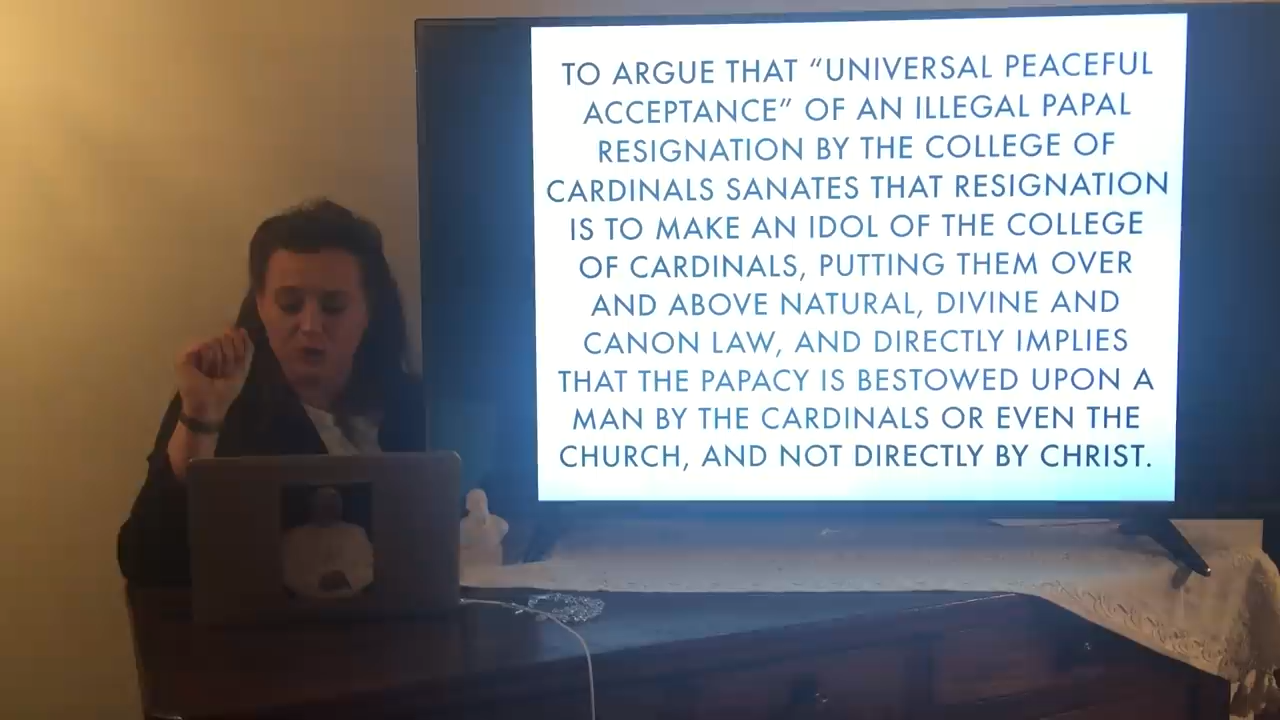 TO ARGUE THAT “UNIVERSAL PEACEFUL
ACCEPTANCE” OF AN ILLEGAL PAPAL
RESIGNATION BY THE COLLEGE OF
CARDINALS SANATES THAT RESIGNATION
IS TO MAKE AN IDOL OF THE COLLEGE
OF CARDINALS, PUTTING THEM OVER
AND ABOVE NATURAL, DIVINE AND
CANON LAW, AND DIRECTLY IMPLIES
THAT THE PAPACY IS BESTOWED UPON A
MAN BY THE CARDINALS OR EVEN THE
CHURCH, AND NOT DIRECTLY BY CHRIST.